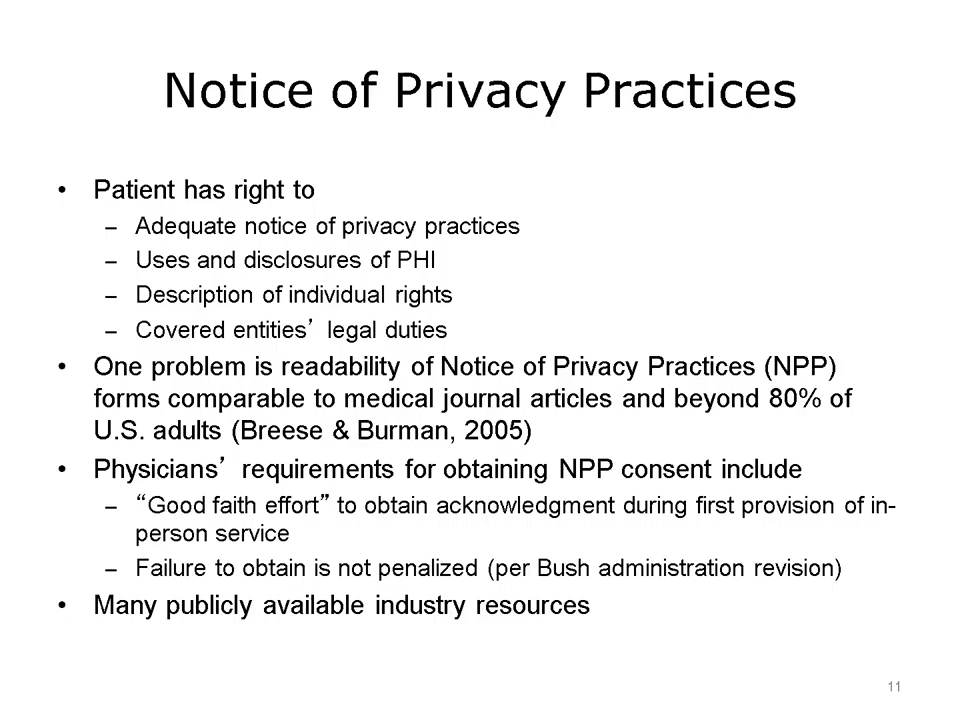 Notice of Privacy Practices
• Patient has right to
– Adequate notice of privacy practices
– Uses and disclosures of PHI
– Description of individual rights
– Covered entities’ legal duties
• One problem is readability of Notice of Privacy Practices (NPP)
forms comparable to medical journal articles and beyond 80% of
U.S. adults (Breese & Burman, 2005)
• Physicians’ requirements for obtaining NPP consent include
– “Good faith effort” to obtain acknowledgment during first provision of in-
person service
– Failure to obtain is not penalized (per Bush administration revision)
• Many publicly available industry resources
11